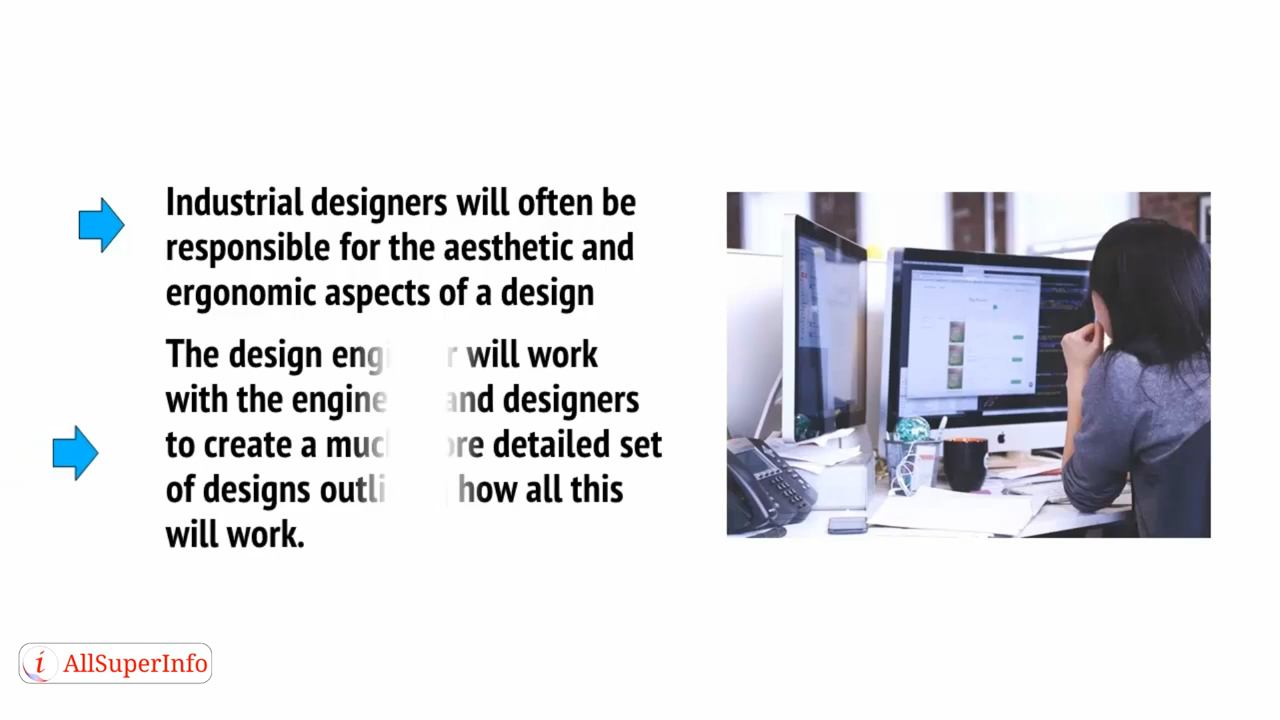 Industrial designers will often be
responsible for the aesthetic and
ergonomic aspects of a design
The design will work
with the and designers
to create a detailed set
of designs how all this
will work.
i AllSuperInfo